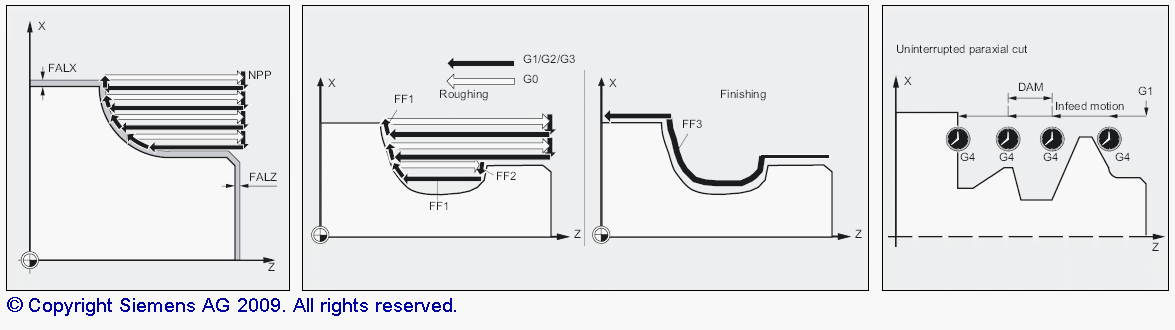 X
FALX
NPP
FALZ
Z
G1/G2/G3
G0
Roughing
X
FF1
FF2
FF1
Z
Finishing
X
FF3
Z
Uninterrupted paraxial cut
X
DAM
G1
Infeed motion
G4
G4
G4
G4
Z
© Copyright Siemens AG 2009. All rights reserved.